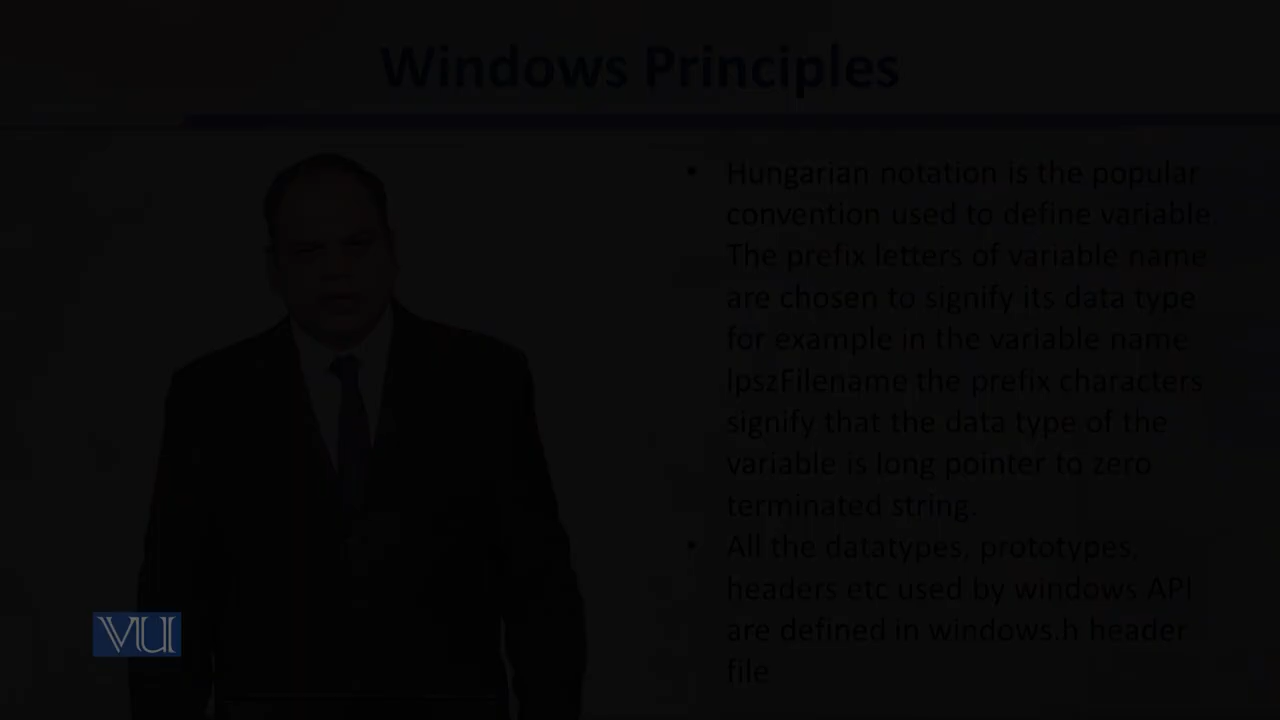 Windows Principles
• Hungarian notation is the popular
convention used to define variable.
The prefix letters of variable name
are chosen to signify its data type
for example in the variable name
lpszFilename the prefix characters
signify that the data type of the
variable is long pointer to zero
terminated string.
• All the datatypes, prototypes,
headers etc used by windows API
are defined in windows.h header
file
VU